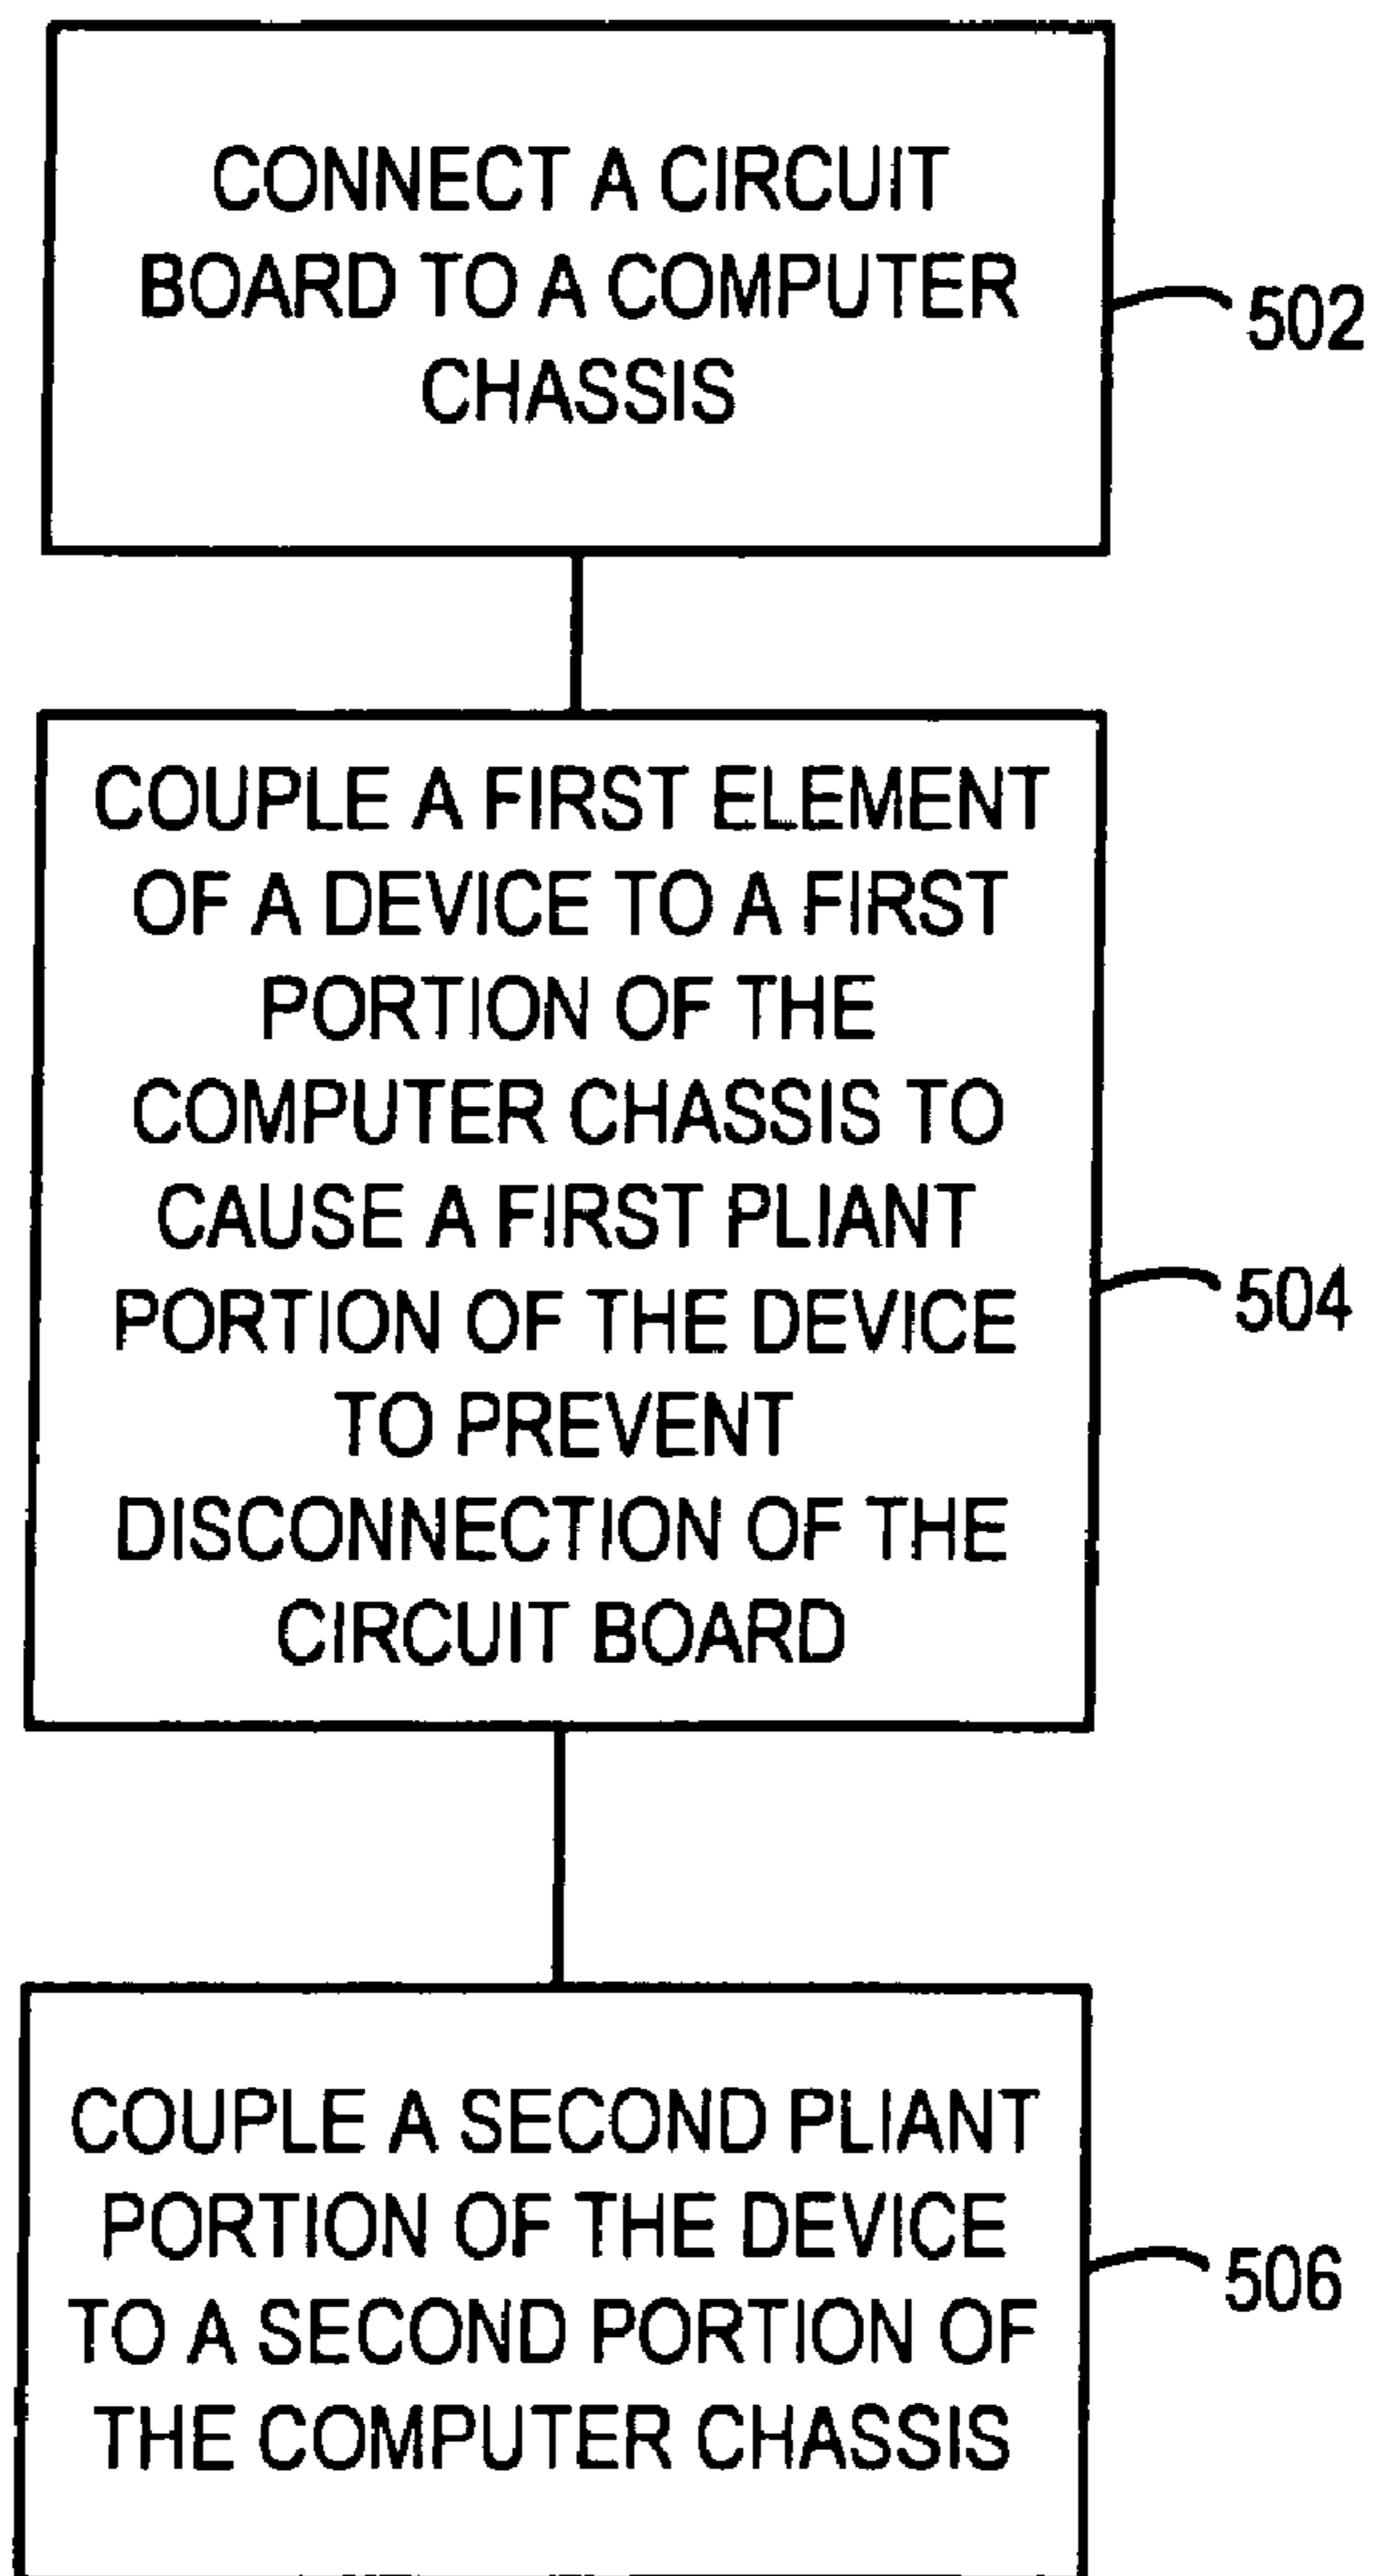 CONNECT A CIRCUIT
BOARD TO A COMPUTER
CHASSIS
502
COUPLE A FIRST ELEMENT
OF A DEVICE TO A FIRST
PORTION OF THE
COMPUTER CHASSIS TO
CAUSE A FIRST PLIANT
PORTION OF THE DEVICE
TO PREVENT
DISCONNECTION OF THE
CIRCUIT BOARD
504
COUPLE A SECOND PLIANT
PORTION OF THE DEVICE
TO A SECOND PORTION OF
THE COMPUTER CHASSIS
506